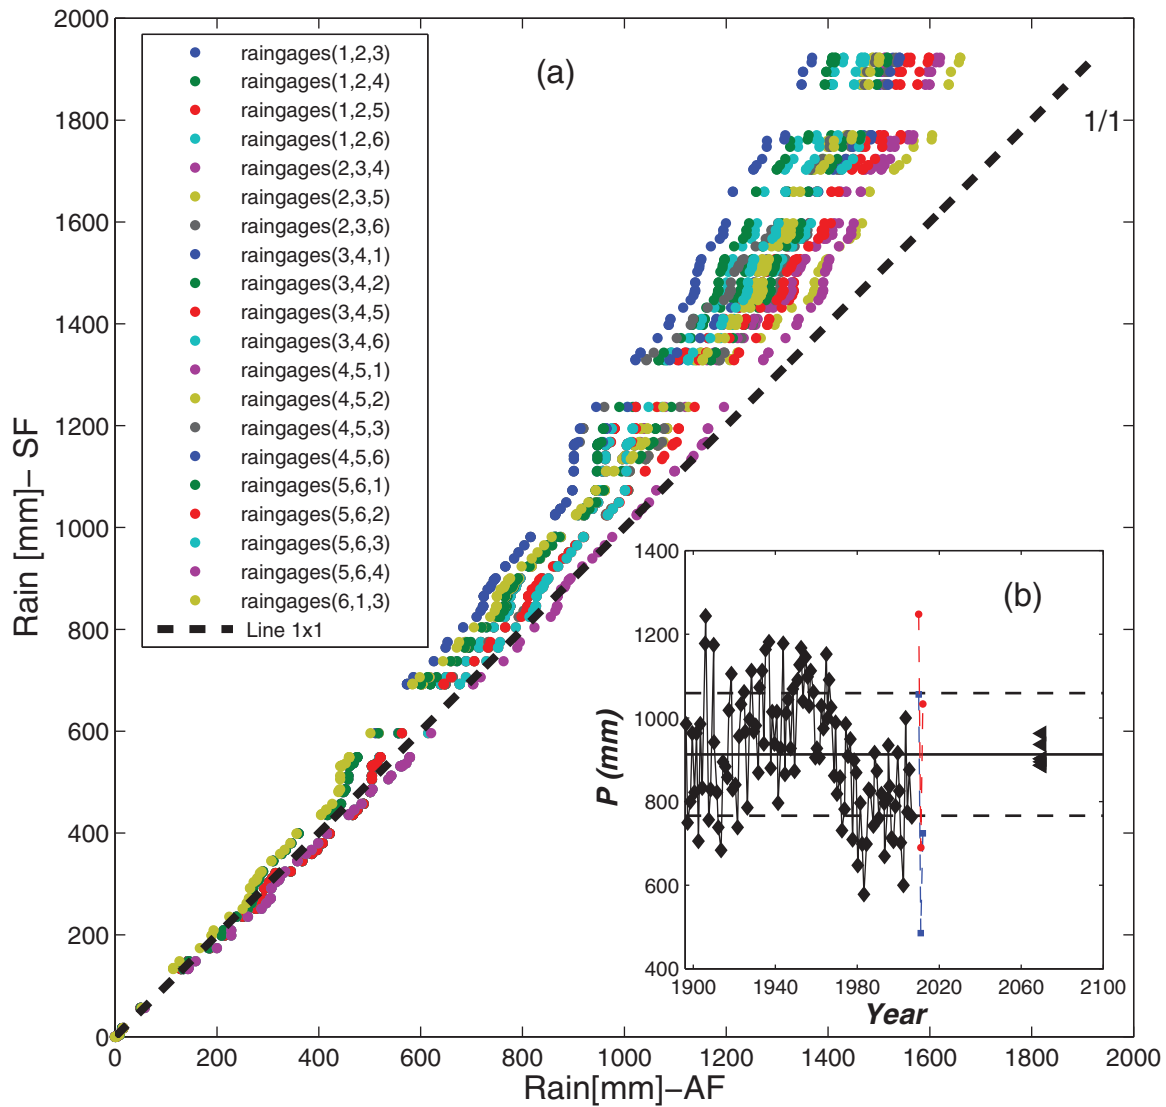 2000
1800
1600
1400
1200
1000
800
600
400
200
0
Rain [mm]– SF
raingages(1,2,3)
raingages(1,2,4)
raingages(1,2,5)
raingages(1,2,6)
raingages(2,3,4)
raingages(2,3,5)
raingages(2,3,6)
raingages(3,4,1)
raingages(3,4,2)
raingages(3,4,5)
raingages(3,4,6)
raingages(4,5,1)
raingages(4,5,2)
raingages(4,5,3)
raingages(4,5,6)
raingages(5,6,1)
raingages(5,6,2)
raingages(5,6,3)
raingages(5,6,4)
raingages(6,1,3)
Line 1x1
(a)
1/1
1400
1200
1000
800
600
400
P (mm)
(b)
1900 1940 1980 2020 2060 2100
Year
0 200 400 600 800 1000 1200 1400 1600 1800 2000
Rain[mm]–AF